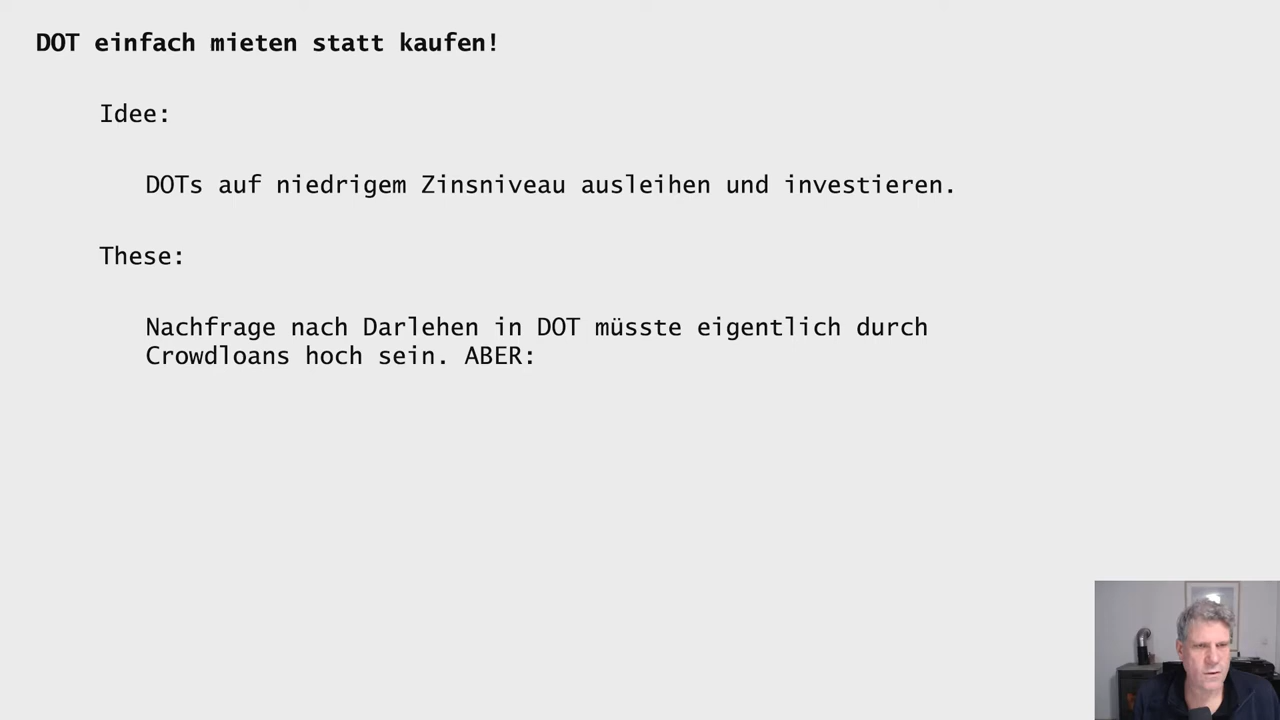 DOT einfach mieten statt kaufen!
Idee:
DOTs auf niedrigem Zinsniveau ausleihen und investieren.
These:
Nachfrage nach Darlehen in DOT müsste eigentlich durch
Crowdloans hoch sein. ABER: